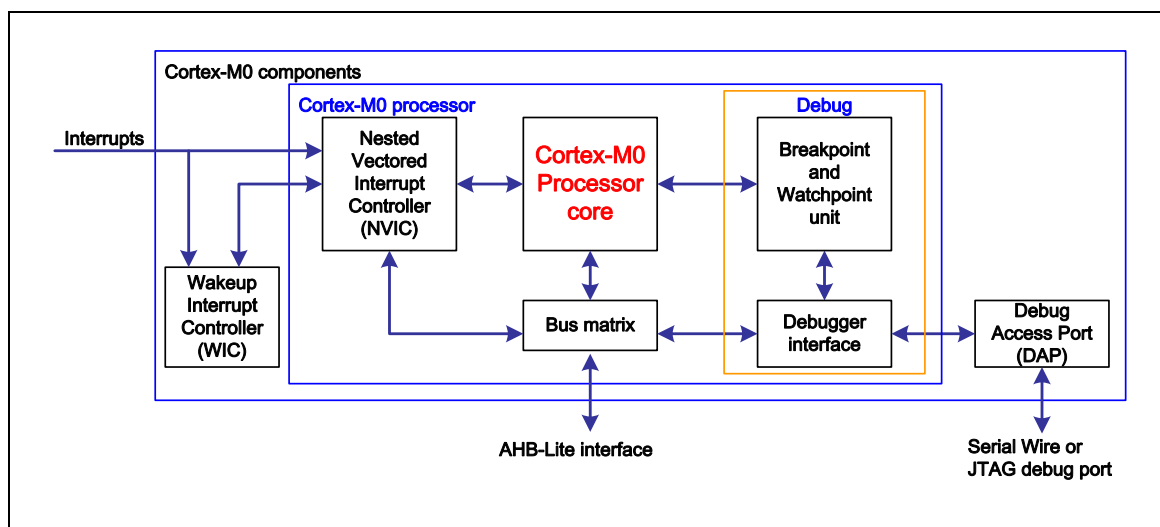 Cortex-M0 components
Cortex-M0 processor
Debug
Interrupts
Nested
Vectored
Interrupt
Controller
(NVIC)
Cortex-M0
Processor
core
Breakpoint
and
Watchpoint
unit
Wakeup
Interrupt
Controller
(WIC)
Bus matrix
Debugger
interface
Debug
Access Port
(DAP)
AHB-Lite interface
Serial Wire or
JTAG debug port